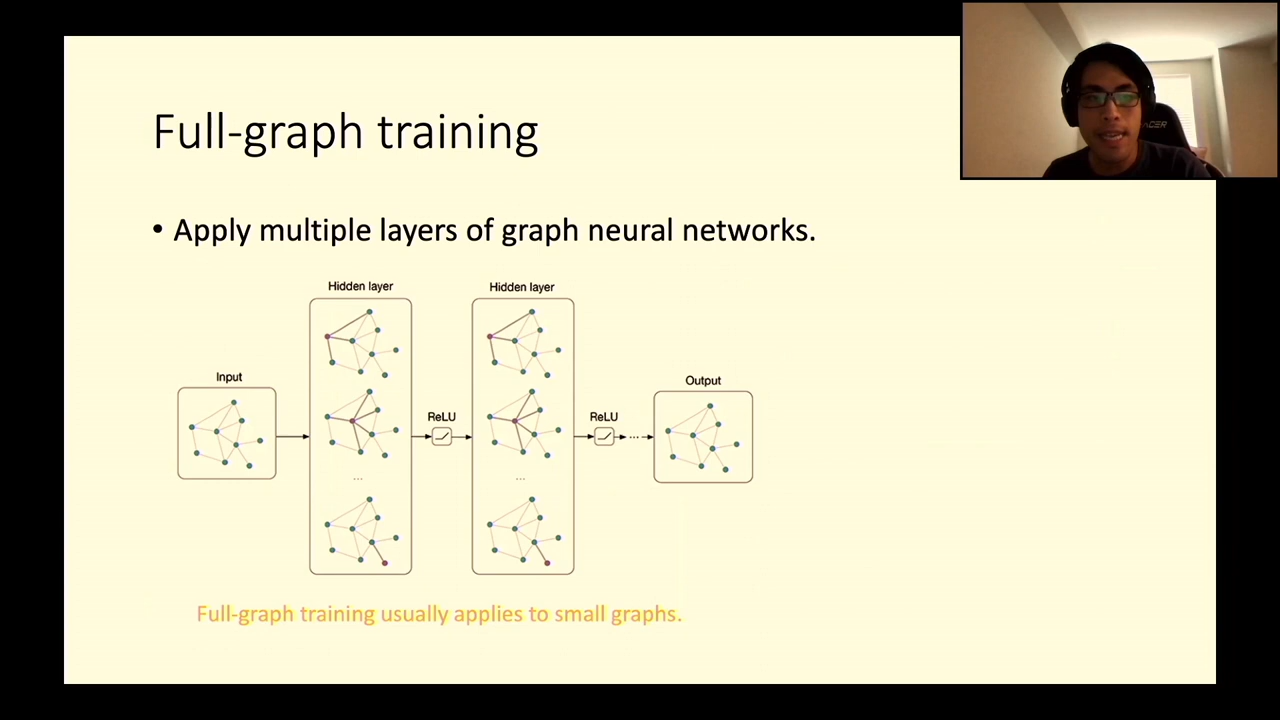 Full-graph training
• Apply multiple layers of graph neural networks.
Hidden layer
Hidden layer
Input
Output
ReLU
ReLU
...
...
...
Full-graph training usually applies to small graphs.